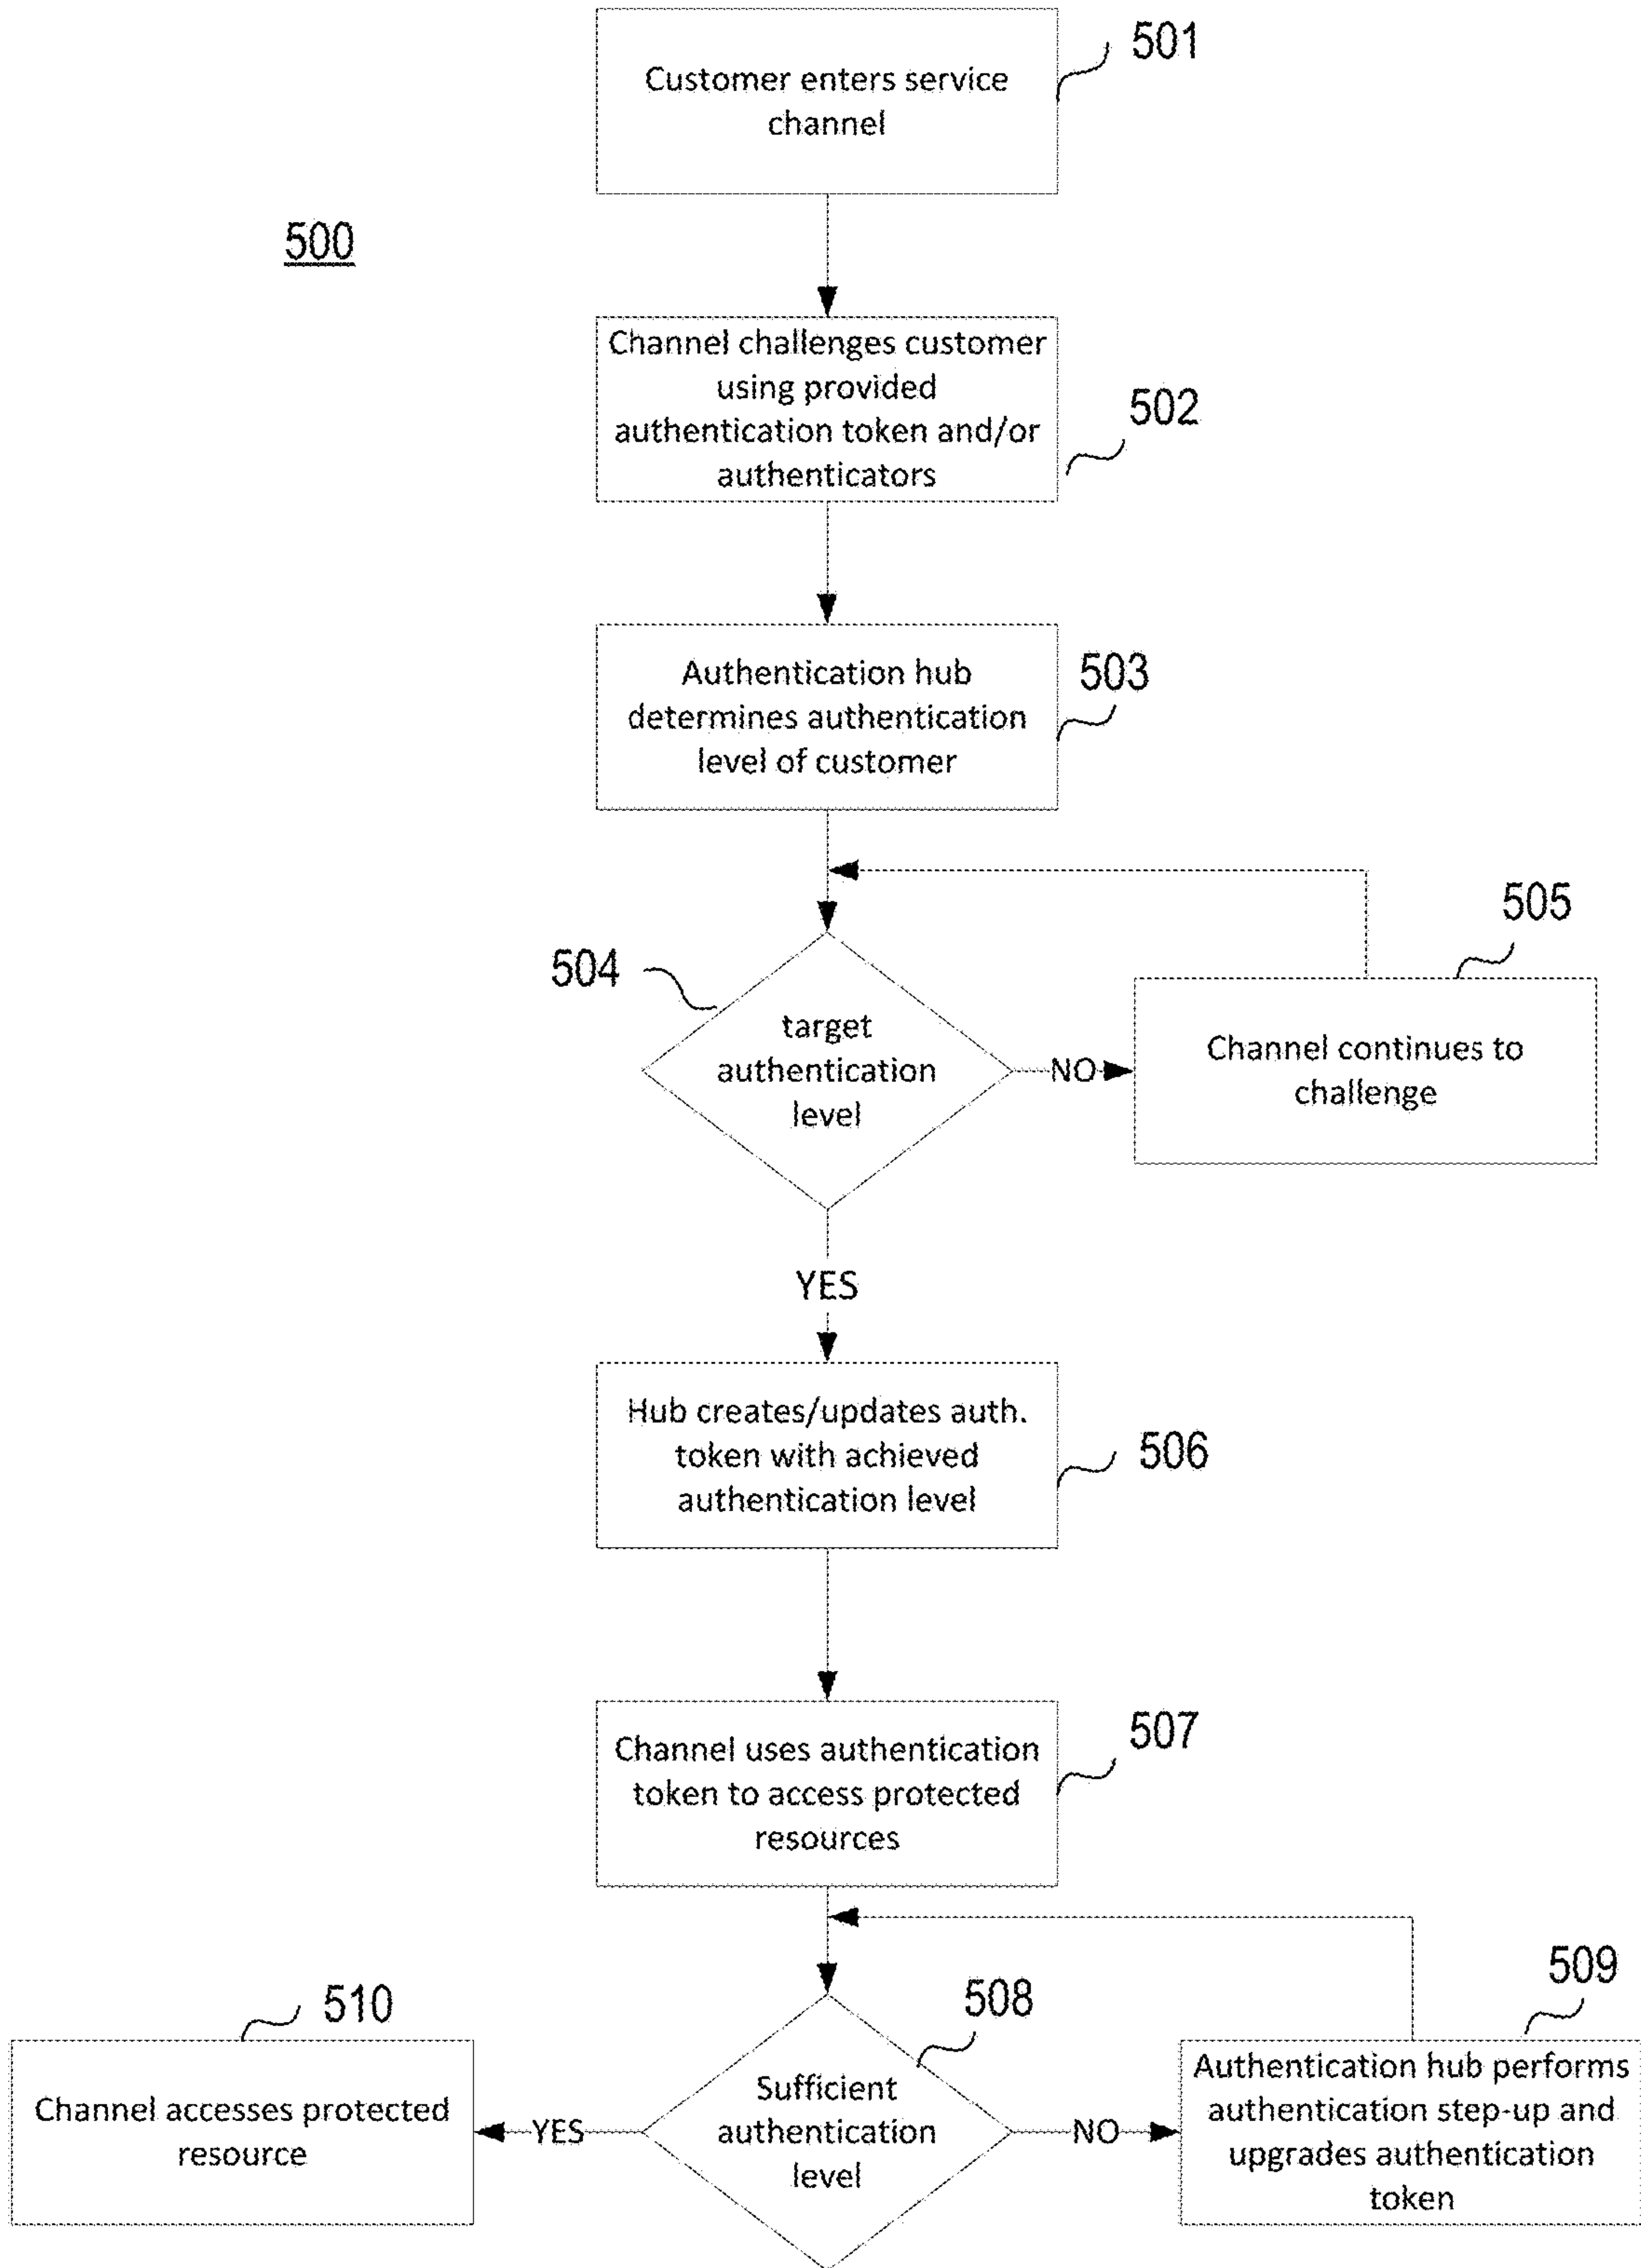 501
Customer enters service
channel
500
Channel challenges customer
using provided
authentication token and/or
authenticators
502
Authentication hub
determines authentication
level of customer
503
504
target
authentication
level
NO
505
Channel continues to
challenge
YES
Hub creates/updates auth.
token with achieved
authentication level
506
Channel uses authentication
token to access protected
resources
507
508
Sufficient
authentication
level
YES
510
Channel accesses protected
resource
NO
509
Authentication hub performs
authentication step-up and
upgrades authentication
token